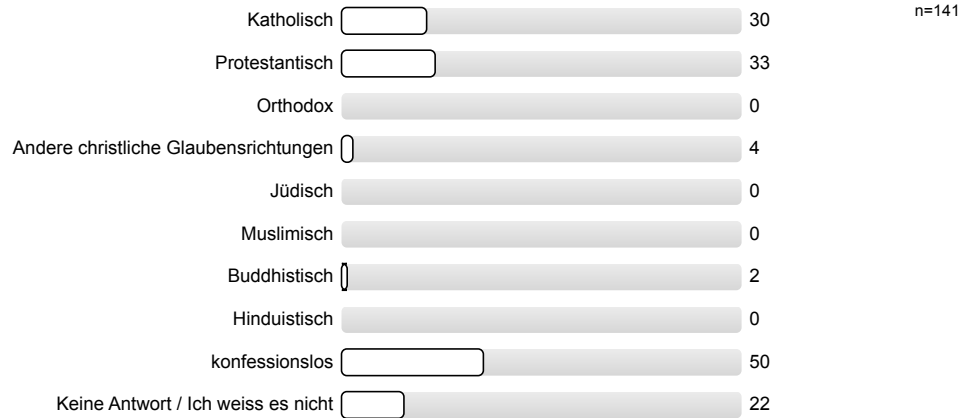 Katholisch 30 n=141
Protestantisch 33
Orthodox 0
Andere christliche Glaubensrichtungen 4
Jüdisch 0
Muslimisch 0
Buddhistisch 2
Hinduistisch 0
konfessionslos 50
Keine Antwort / Ich weiss es nicht 22